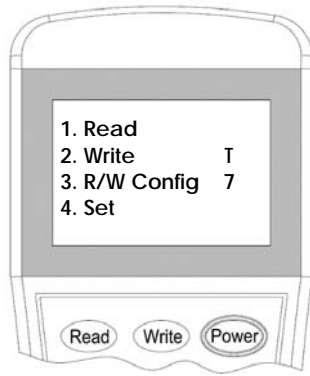 1. Read
2. Write T
3. R/W Config 7
4. Set
Read Write Power